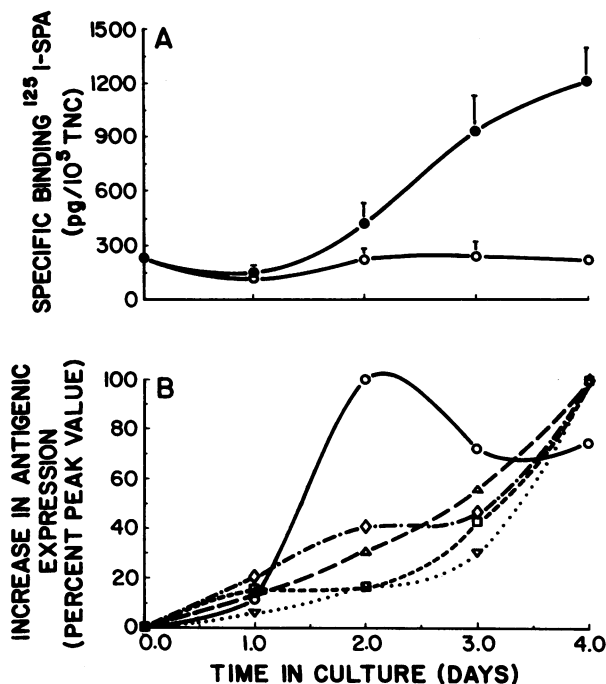 A
SPECIFIC BINDING ¹²⁵I-SPA
(pg/10⁵ TNC)
1500
1200
900
600
300
0
B
INCREASE IN ANTIGENIC
EXPRESSION
(PERCENT PEAK VALUE)
100
80
60
40
20
0
0.0 1.0 2.0 3.0 4.0
TIME IN CULTURE (DAYS)